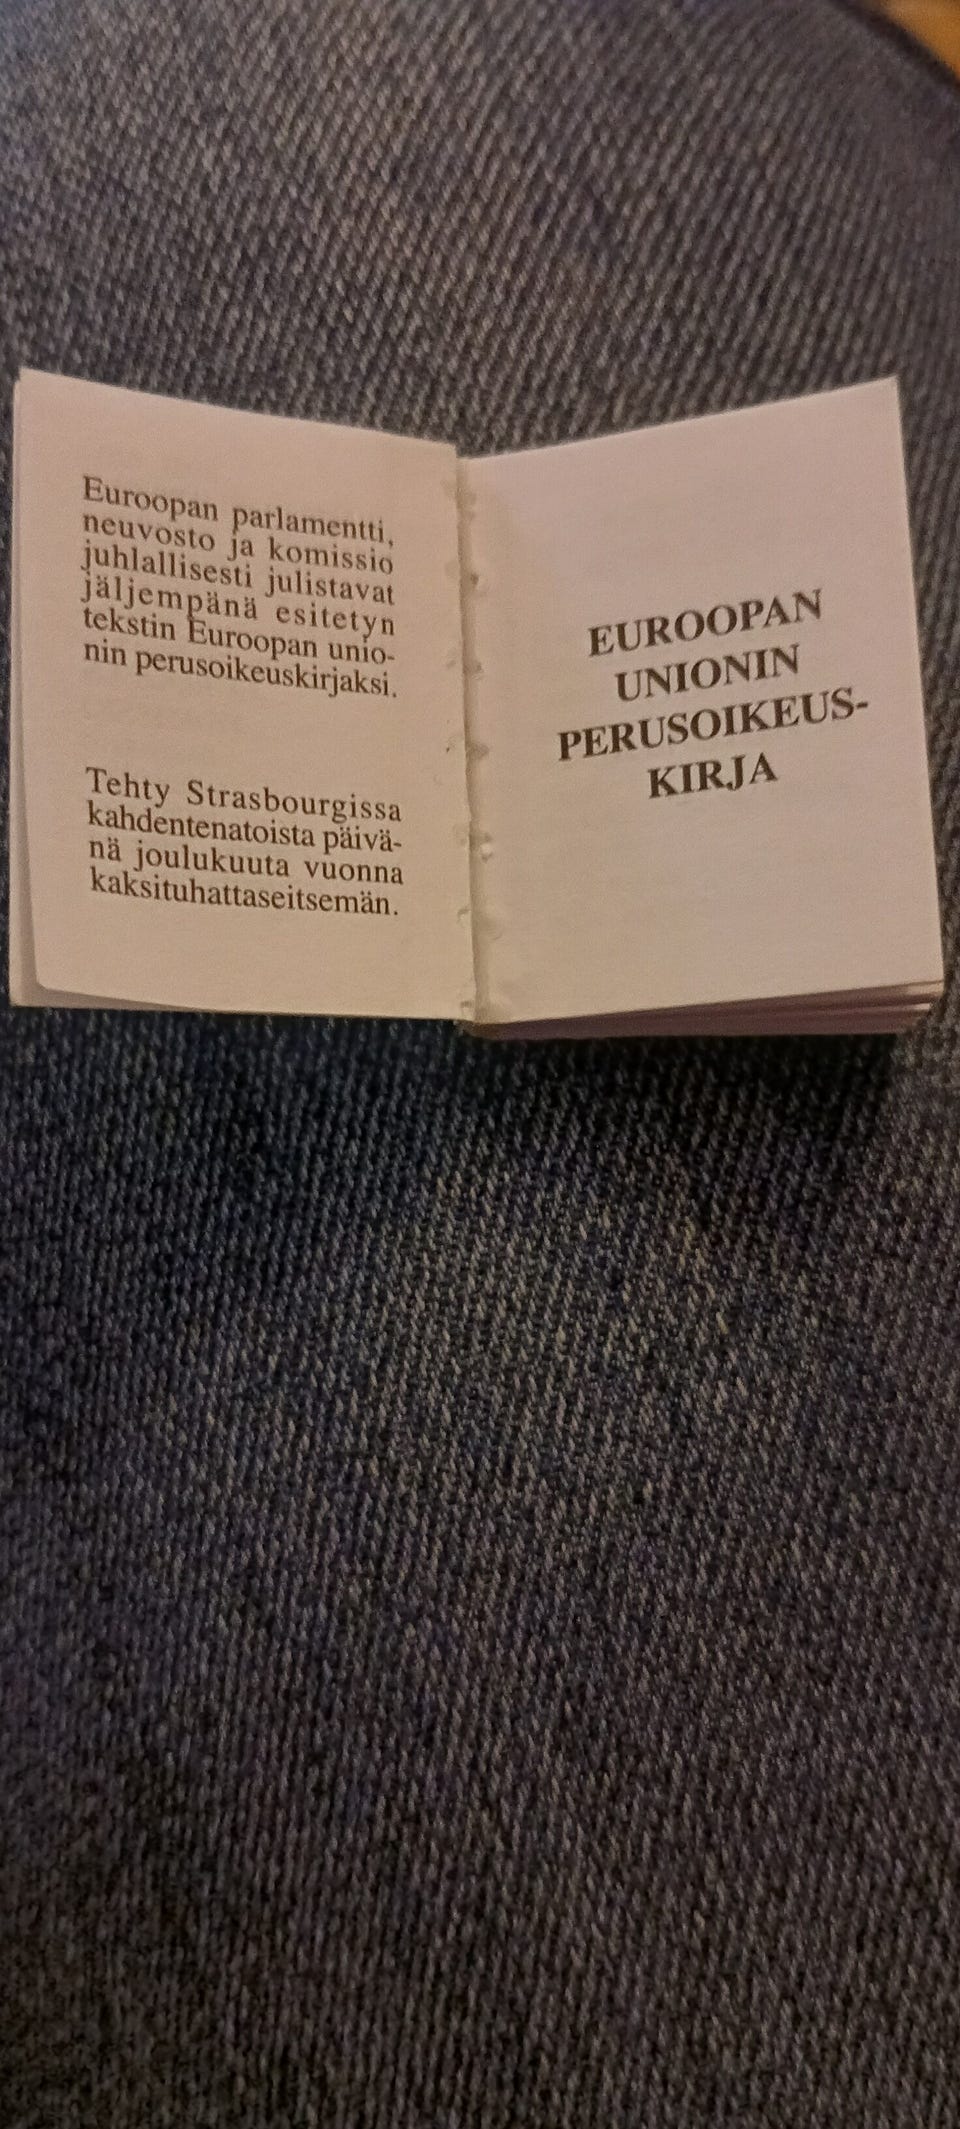 Euroopan parlamentti,
neuvosto ja komissio
juhlallisesti julistavat
jäljempänä esitetyn
tekstin Euroopan unio-
nin perusoikeuskirjaksi.
Tehty Strasbourgissa
kahdentenatoista päivä-
nä joulukuuta vuonna
kaksituhattaseitsemän.
EUROOPAN
UNIONIN
PERUSOIKEUS-
KIRJA